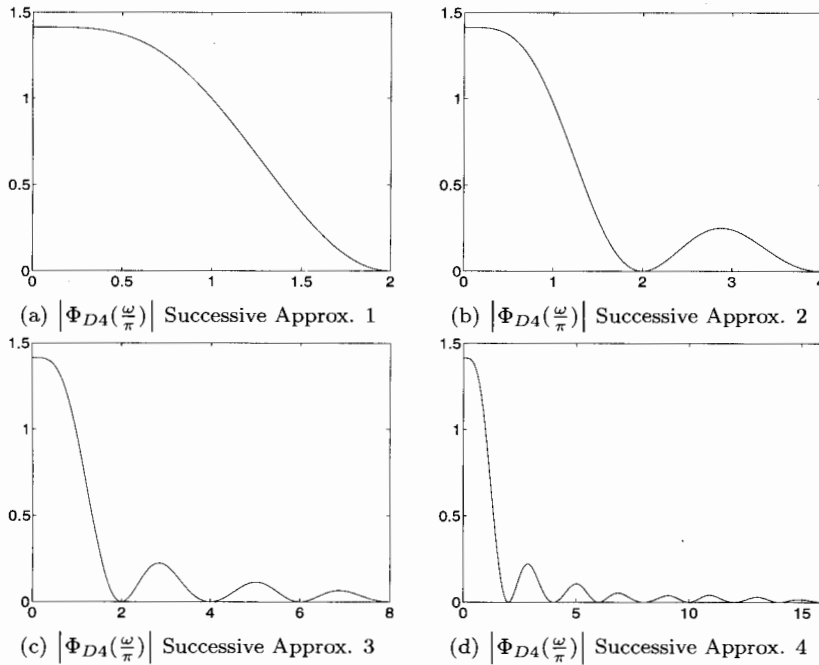 1.5
1
0.5
0
0 0.5 1 1.5 2
(a) |Φ_{D4}(ω/π)| Successive Approx. 1
1.5
1
0.5
0
0 1 2 3 4
(b) |Φ_{D4}(ω/π)| Successive Approx. 2
1.5
1
0.5
0
0 2 4 6 8
(c) |Φ_{D4}(ω/π)| Successive Approx. 3
1.5
1
0.5
0
0 5 10 15
(d) |Φ_{D4}(ω/π)| Successive Approx. 4